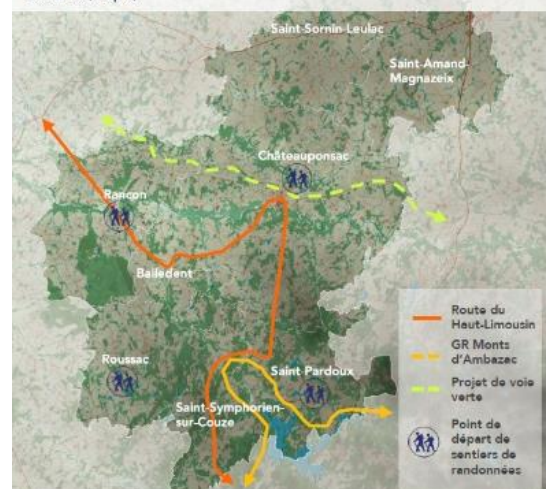 Saint-Sornin-Leulac
Saint-Amand-
Magnazeix
Châteauponsac
Rancon
Balledent
Roussac
Saint-Pardoux
Saint-Symphorien-
sur-Couze
Route du
Haut-Limousin
GR Monts
d'Ambazac
Projet de voie
verte
Point de
départ de
sentiers de
randonnées